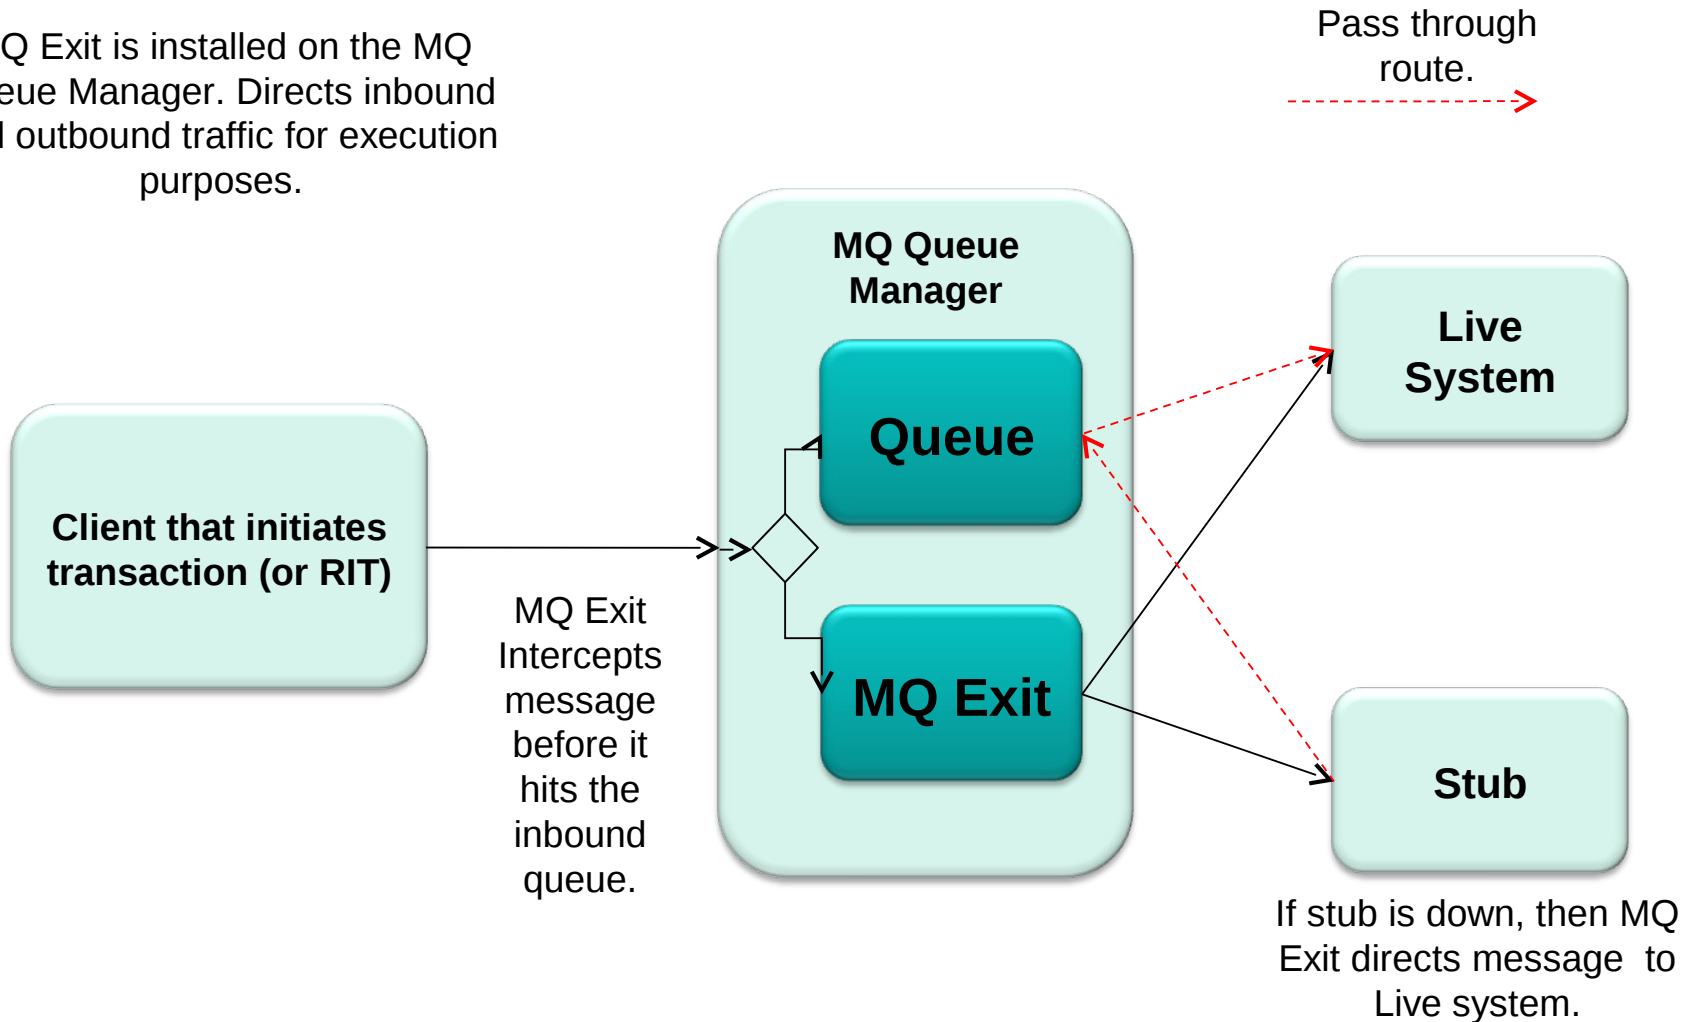 Q Exit is installed on the MQ
eue Manager. Directs inbound
outbound traffic for execution
purposes.
Pass through
route.
MQ Queue
Manager
Queue
MQ Exit
Live
System
Client that initiates
transaction (or RIT)
MQ Exit
Intercepts
message
before it
hits the
inbound
queue.
Stub
If stub is down, then MQ
Exit directs message  to
Live system.